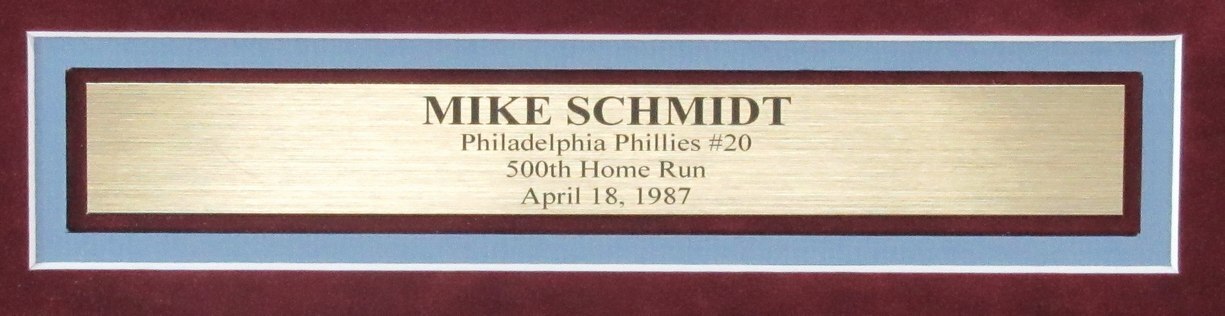 MIKE SCHMIDT
Philadelphia Phillies #20
500th Home Run
April 18, 1987